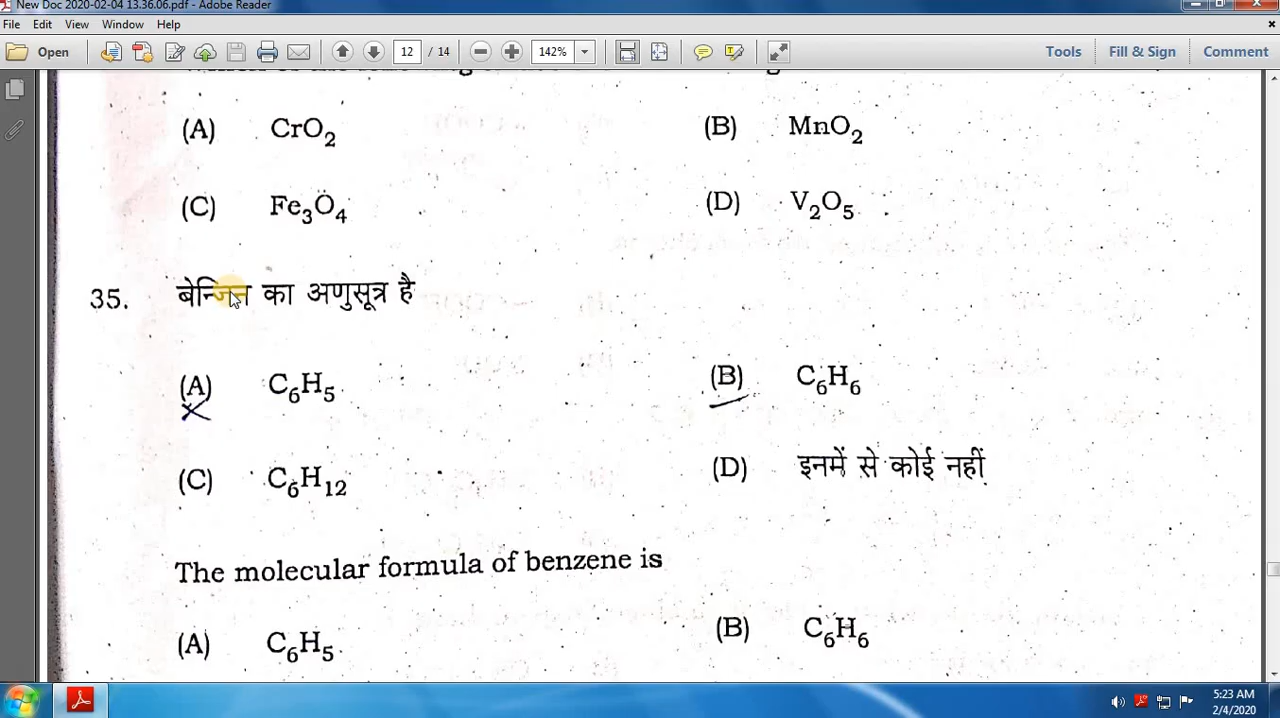 New Doc 2020-02-04 13.36.06.pdf - Adobe Reader
File Edit View Window Help
Open 12 / 14 142% Tools Fill & Sign Comment
(A) CrO₂ (B) MnO₂
(C) Fe₃O₄ (D) V₂O₅
35. बेन्जिन का अणुसूत्र है
(A) C₆H₅ (B) C₆H₆
(C) C₆H₁₂ (D) इनमें से कोई नहीं
The molecular formula of benzene is
(A) C₆H₅ (B) C₆H₆
5:23 AM
2/4/2020